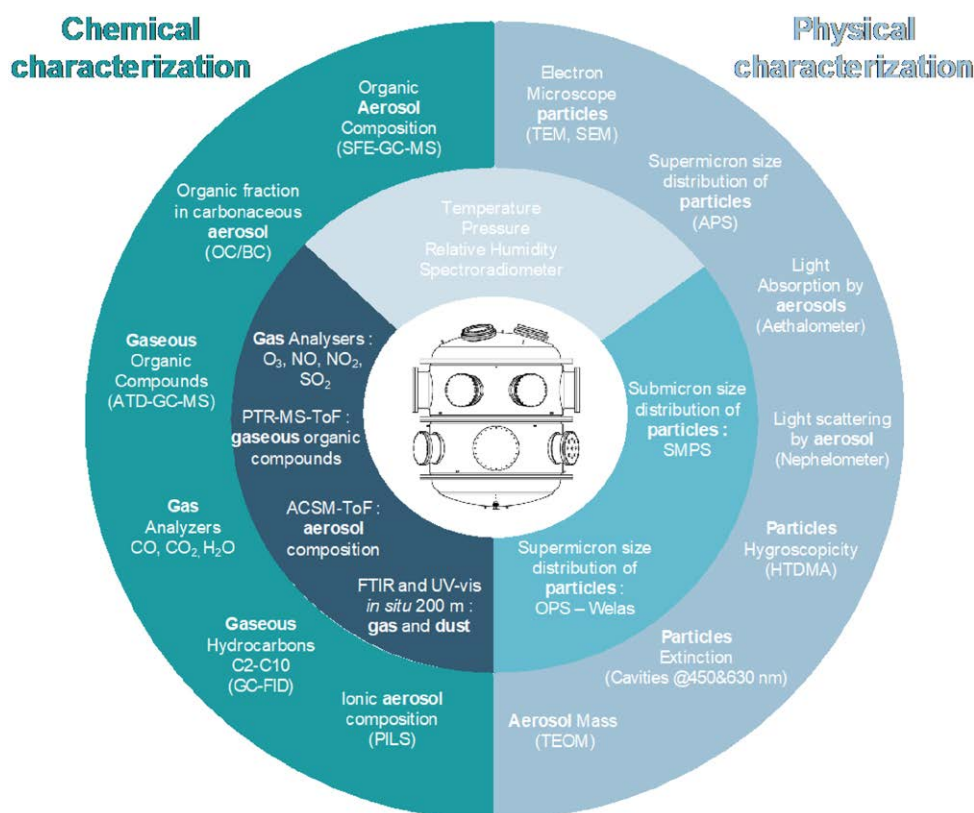 Chemical
characterization
Physical
characterization
Organic
Aerosol
Composition
(SFE-GC-MS)
Organic fraction
in carbonaceous
aerosol
(OC/BC)
Gaseous
Organic
Compounds
(ATD-GC-MS)
Gas
Analyzers
CO, CO₂, H₂O
Gaseous
Hydrocarbons
C2-C10
(GC-FID)
Ionic aerosol
composition
(PILS)
Temperature
Pressure
Relative Humidity
Spectroradiometer
Gas Analysers :
O₃, NO, NO₂,
SO₂
PTR-MS-ToF :
gaseous organic
compounds
ACSM-ToF :
aerosol
composition
FTIR and UV-vis
in situ 200 m :
gas and dust
Submicron size
distribution of
particles :
SMPS
Supermicron size
distribution of
particles :
OPS – Welas
Electron
Microscope
particles
(TEM, SEM)
Supermicron size
distribution of
particles
(APS)
Light
Absorption by
aerosols
(Aethalometer)
Light scattering
by aerosol
(Nephelometer)
Particles
Hygroscopicity
(HTDMA)
Particles
Extinction
(Cavities @450&630 nm)
Aerosol Mass
(TEOM)